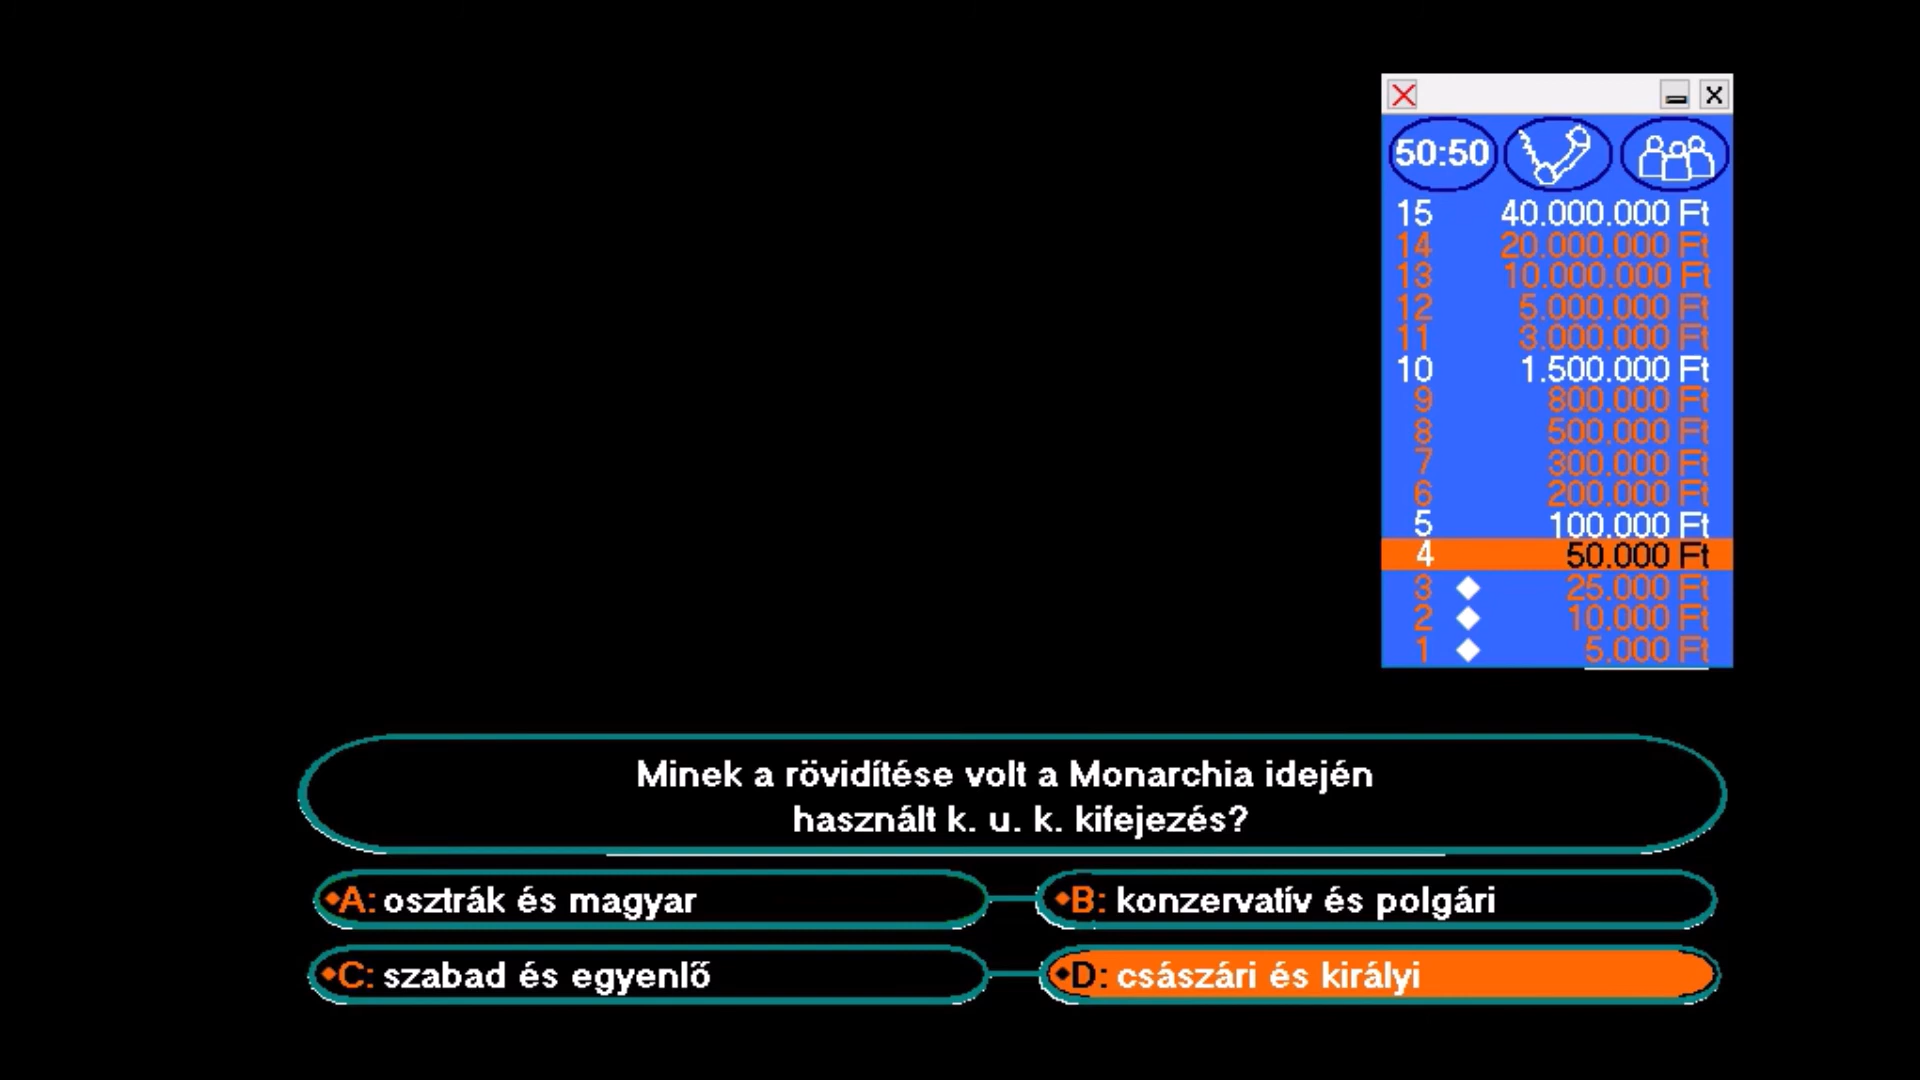 50:50
15 40.000.000 Ft
14 20.000.000 Ft
13 10.000.000 Ft
12 5.000.000 Ft
11 3.000.000 Ft
10 1.500.000 Ft
9 800.000 Ft
8 500.000 Ft
7 300.000 Ft
6 200.000 Ft
5 100.000 Ft
4 50.000 Ft
3 25.000 Ft
2 10.000 Ft
1 5.000 Ft
Minek a rövidítése volt a Monarchia idején
használt k. u. k. kifejezés?
A: osztrák és magyar
B: konzervatív és polgári
C: szabad és egyenlő
D: császári és királyi